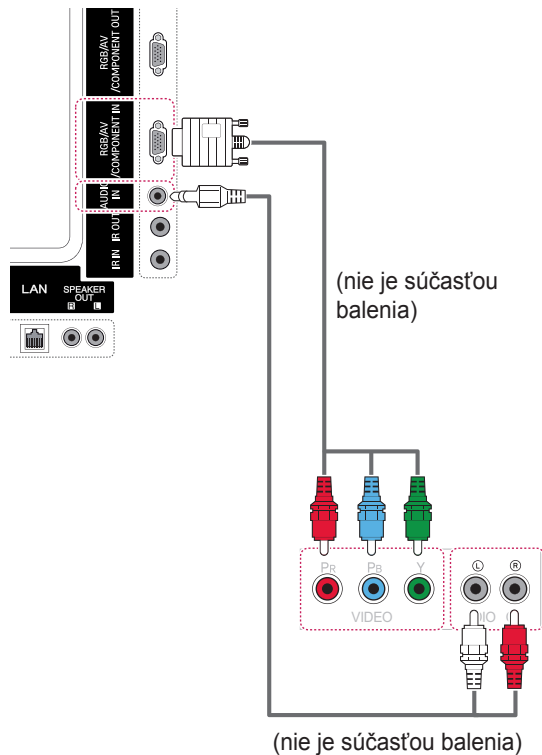 RGB/AV
/COMPONENT OUT
RGB/AV
/COMPONENT IN
AUDIO
IN
IR OUT
IR IN
LAN
SPEAKER
OUT
R L
(nie je súčasťou
balenia)
PR PB Y
VIDEO
L R
(nie je súčasťou balenia)